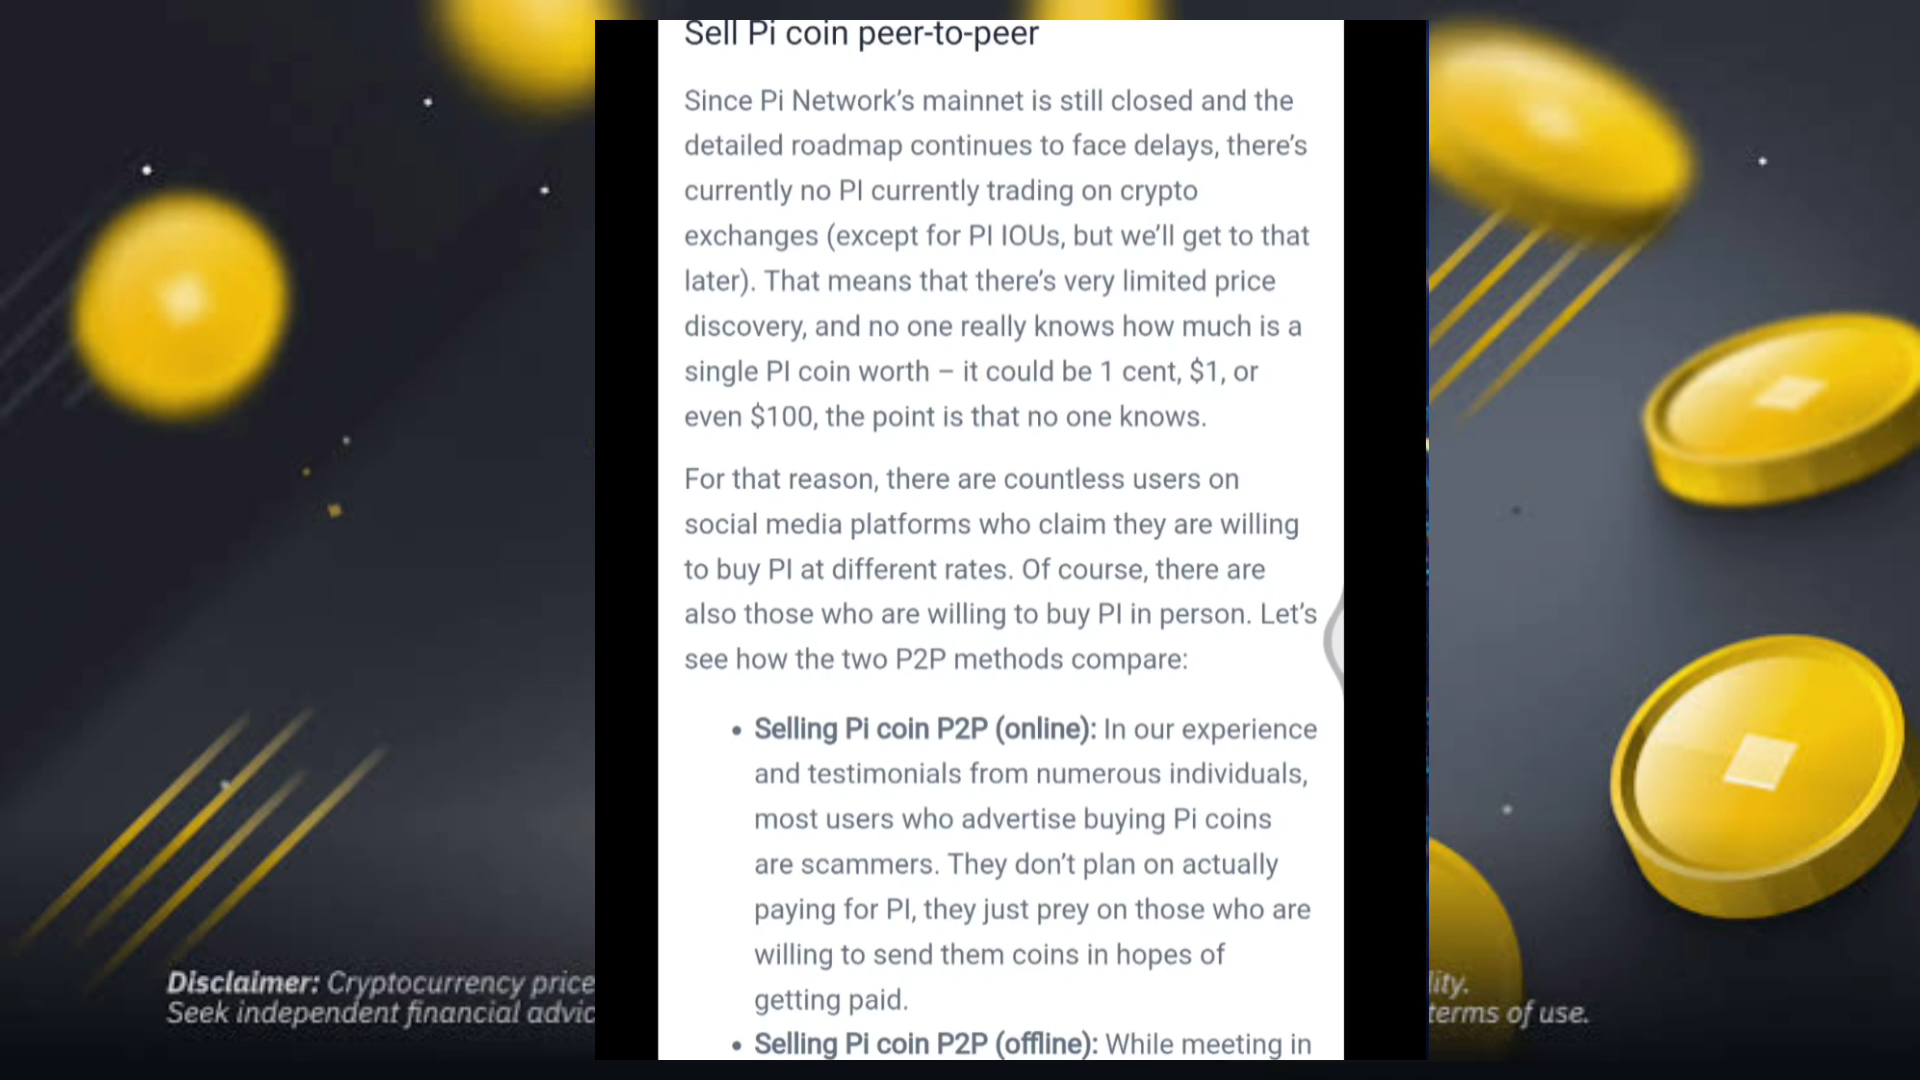 Sell Pi coin peer-to-peer
Since Pi Network's mainnet is still closed and the
detailed roadmap continues to face delays, there's
currently no PI currently trading on crypto
exchanges (except for PI IOUs, but we'll get to that
later). That means that there's very limited price
discovery, and no one really knows how much is a
single PI coin worth – it could be 1 cent, $1, or
even $100, the point is that no one knows.
For that reason, there are countless users on
social media platforms who claim they are willing
to buy PI at different rates. Of course, there are
also those who are willing to buy PI in person. Let's
see how the two P2P methods compare:
• Selling Pi coin P2P (online): In our experience
and testimonials from numerous individuals,
most users who advertise buying Pi coins
are scammers. They don't plan on actually
paying for PI, they just prey on those who are
willing to send them coins in hopes of
getting paid.
• Selling Pi coin P2P (offline): While meeting in
Disclaimer: Cryptocurrency price
Seek independent financial advic
lity.
terms of use.